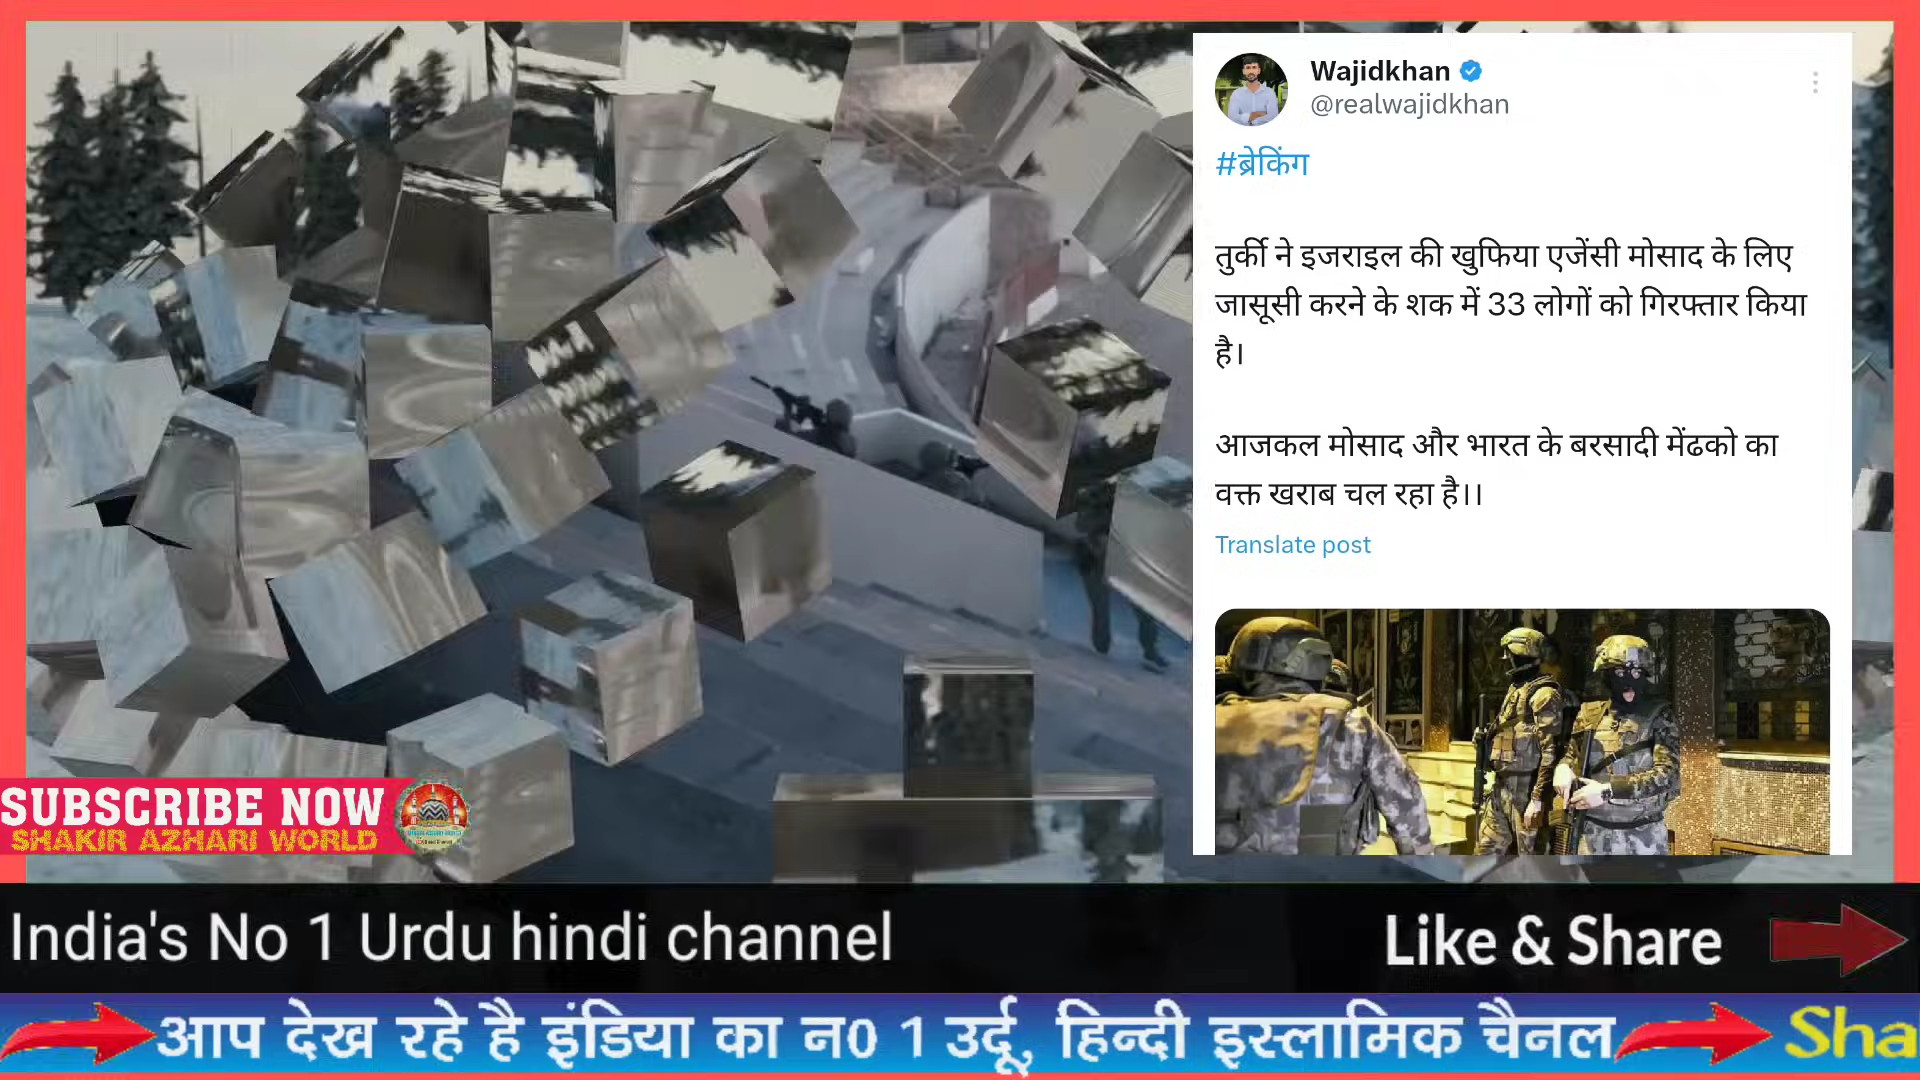 Wajidkhan
@realwajidkhan
#ब्रेकिंग
तुर्की ने इजराइल की खुफिया एजेंसी मोसाद के लिए
जासूसी करने के शक में 33 लोगों को गिरफ्तार किया
है।
आजकल मोसाद और भारत के बरसादी मेंढको का
वक्त खराब चल रहा है।।
Translate post
SUBSCRIBE NOW
SHAKIR AZHARI WORLD
India's No 1 Urdu hindi channel
Like & Share
आप देख रहे है इंडिया का न0 1 उर्दू, हिन्दी इस्लामिक चैनल
Sha